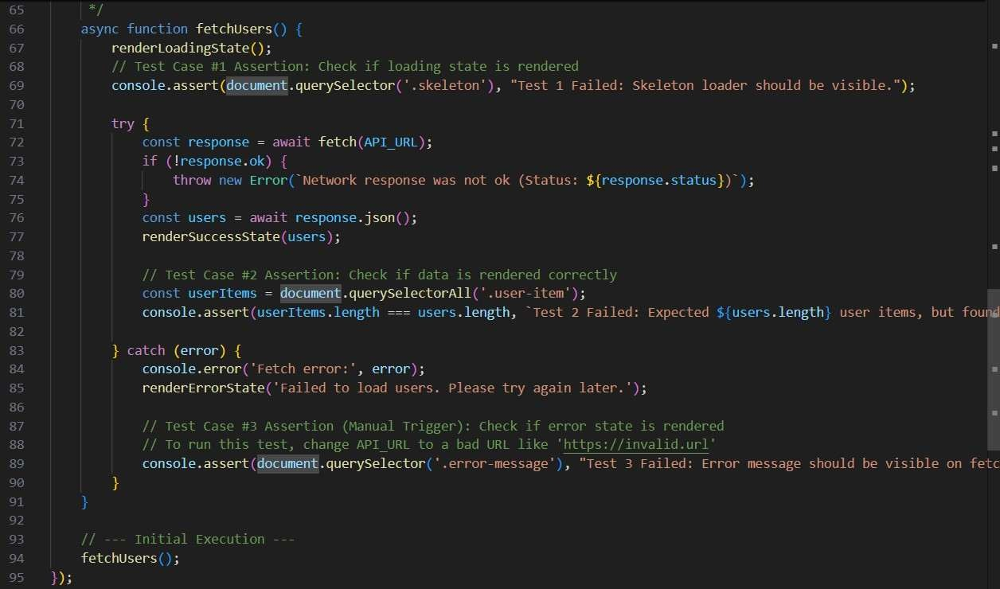 65 */
66 async function fetchUsers() {
67 renderLoadingState();
68 // Test Case #1 Assertion: Check if loading state is rendered
69 console.assert(document.querySelector('.skeleton'), "Test 1 Failed: Skeleton loader should be visible.");
70
71 try {
72 const response = await fetch(API_URL);
73 if (!response.ok) {
74 throw new Error(`Network response was not ok (Status: ${response.status})`);
75 }
76 const users = await response.json();
77 renderSuccessState(users);
78
79 // Test Case #2 Assertion: Check if data is rendered correctly
80 const userItems = document.querySelectorAll('.user-item');
81 console.assert(userItems.length === users.length, `Test 2 Failed: Expected ${users.length} user items, but found
82
83 } catch (error) {
84 console.error('Fetch error:', error);
85 renderErrorState('Failed to load users. Please try again later.');
86
87 // Test Case #3 Assertion (Manual Trigger): Check if error state is rendered
88 // To run this test, change API_URL to a bad URL like 'https://invalid.url'
89 console.assert(document.querySelector('.error-message'), "Test 3 Failed: Error message should be visible on fetc
90 }
91 }
92
93 // --- Initial Execution ---
94 fetchUsers();
95 });